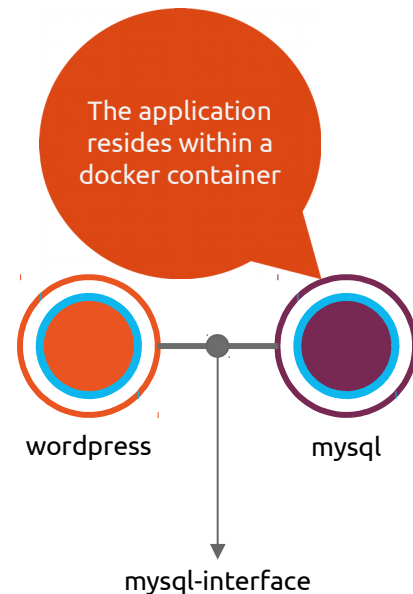 The application
resides within a
docker container
wordpress
mysql
mysql-interface